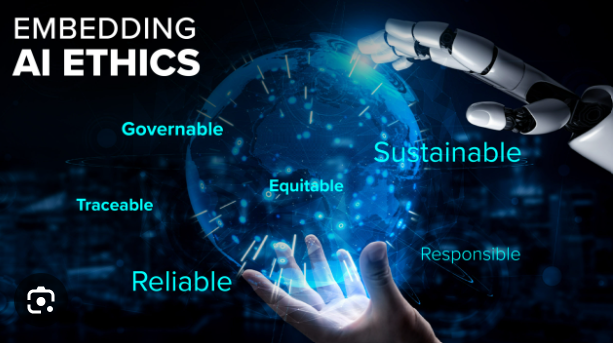 EMBEDDING
AI ETHICS
Governable
Sustainable
Equitable
Traceable
Responsible
Reliable